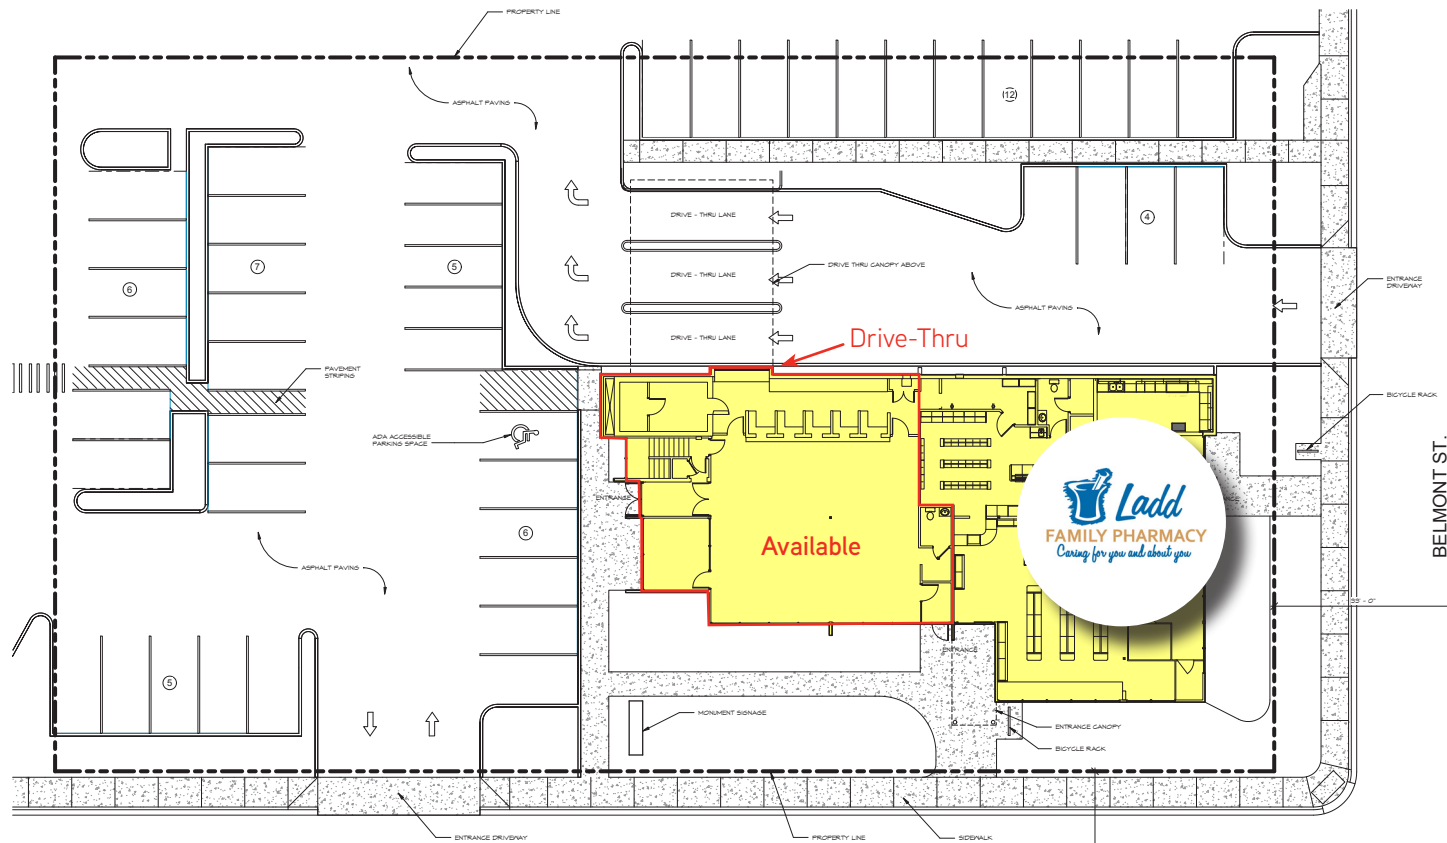 PROPERTY LINE
ASPHALT PAVING
12
DRIVE - THRU LANE
4
7
5
6
DRIVE - THRU LANE
DRIVE THRU CANOPY ABOVE
ENTRANCE
DRIVEWAY
ASPHALT PAVING
DRIVE - THRU LANE
Drive-Thru
PAVEMENT
STRIPING
BICYCLE RACK
ADA ACCESSIBLE
PARKING SPACE
BELMONT ST.
ENTRANSE
Ladd
FAMILY PHARMACY
Caring for you and about you
6
Available
ASPHALT PAVING
33' - 0"
ENTRANCE
5
MONUMENT SIGNAGE
ENTRANCE CANOPY
BICYCLE RACK
ENTRANCE DRIVEWAY
PROPERTY LINE
SIDEWALK